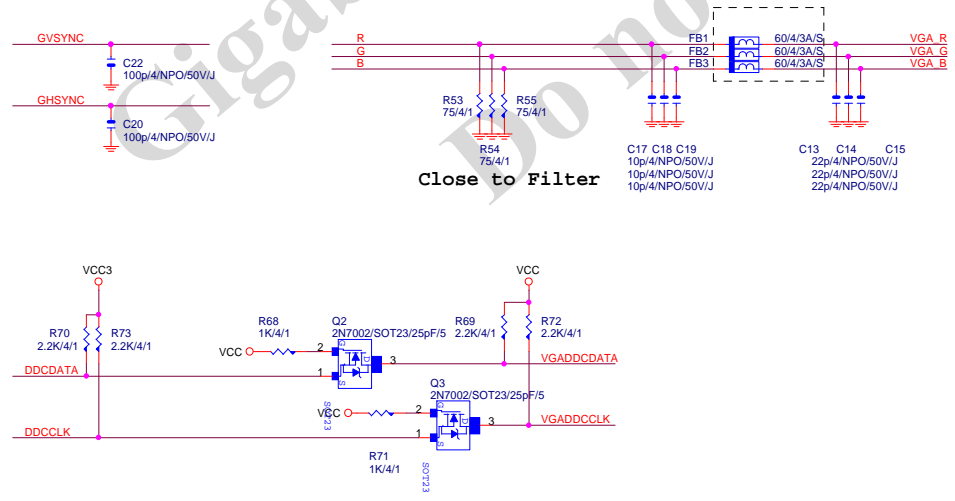 Gigab
Do no
GVSYNC
C22
100p/4/NPO/50V/J
GHSYNC
C20
100p/4/NPO/50V/J
R
G
B
R53
75/4/1
R55
75/4/1
R54
75/4/1
Close to Filter
FB1
FB2
FB3
60/4/3A/S
60/4/3A/S
60/4/3A/S
VGA_R
VGA_G
VGA_B
C17 C18 C19
10p/4/NPO/50V/J
10p/4/NPO/50V/J
10p/4/NPO/50V/J
C13 C14 C15
22p/4/NPO/50V/J
22p/4/NPO/50V/J
22p/4/NPO/50V/J
VCC3
R70
2.2K/4/1
R73
2.2K/4/1
DDCDATA
DDCCLK
R68
1K/4/1
VCC
Q2
2N7002/SOT23/25pF/5
2
1
3
G
D
S
SOT23
VCC
R69
2.2K/4/1
R72
2.2K/4/1
VGADDCDATA
Q3
2N7002/SOT23/25pF/5
VCC
2
1
3
G
D
S
VGADDCCLK
R71
1K/4/1
SOT23